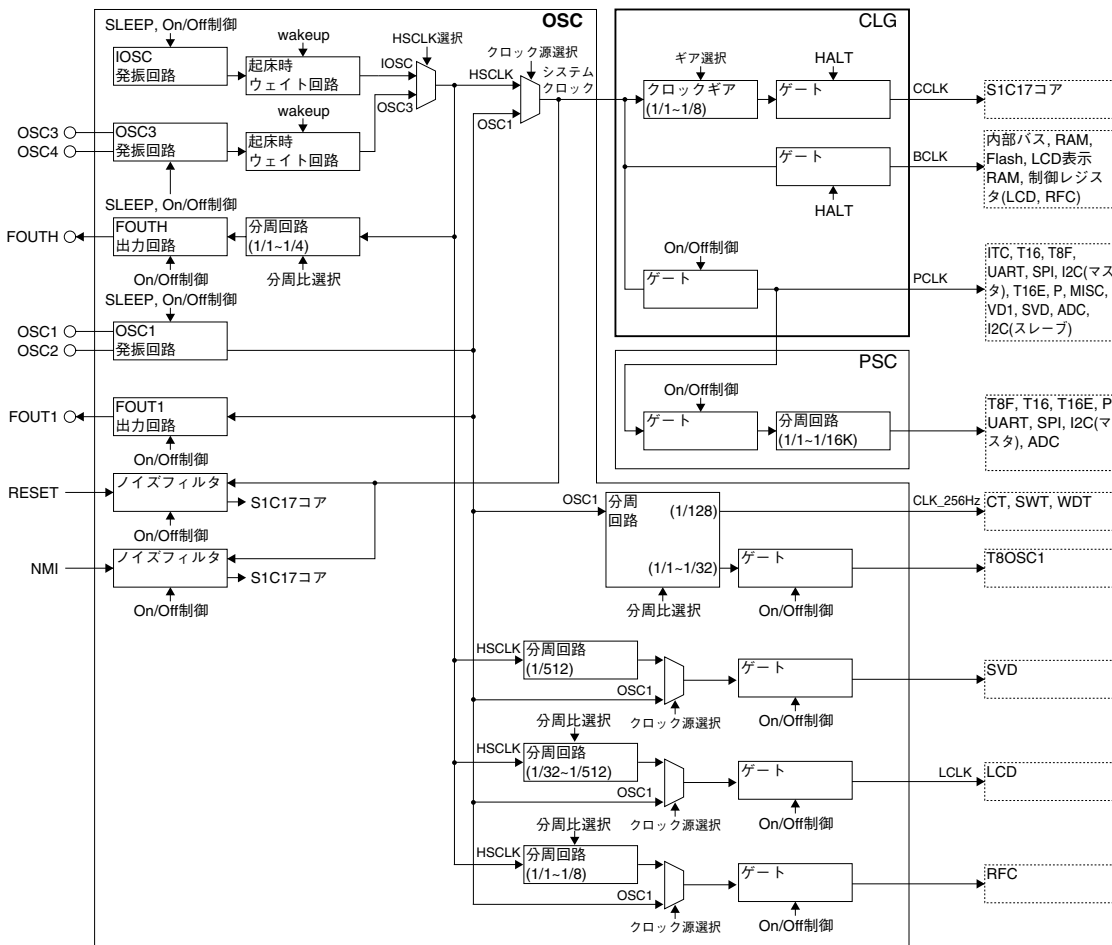 OSC
CLG
SLEEP, On/Off制御
IOSC
発振回路
wakeup
起床時
ウェイト回路
IOSC
HSCLK選択
クロック源選択
HSCLK
システム
クロック
OSC1
OSC3
ギア選択
クロックギア
(1/1~1/8)
HALT
ゲート
CCLK
S1C17コア
OSC3
OSC4
OSC3
発振回路
wakeup
起床時
ウェイト回路
ゲート
HALT
BCLK
内部バス, RAM,
Flash, LCD表示
RAM, 制御レジス
タ(LCD, RFC)
SLEEP, On/Off制御
FOUTH
FOUTH
出力回路
On/Off制御
分周回路
(1/1~1/4)
分周比選択
On/Off制御
ゲート
PCLK
ITC, T16, T8F,
UART, SPI, I2C(マス
タ), T16E, P, MISC,
VD1, SVD, ADC,
I2C(スレーブ)
SLEEP, On/Off制御
OSC1
OSC2
OSC1
発振回路
PSC
On/Off制御
ゲート
分周回路
(1/1~1/16K)
T8F, T16, T16E, P
UART, SPI, I2C(マ
スタ), ADC
FOUT1
FOUT1
出力回路
On/Off制御
RESET
ノイズフィルタ
S1C17コア
On/Off制御
NMI
ノイズフィルタ
S1C17コア
On/Off制御
OSC1
分周
回路
(1/128)
(1/1~1/32)
分周比選択
CLK_256Hz
CT, SWT, WDT
ゲート
On/Off制御
T8OSC1
HSCLK
分周回路
(1/512)
OSC1
クロック源選択
ゲート
On/Off制御
SVD
分周比選択
HSCLK
分周回路
(1/32~1/512)
OSC1
クロック源選択
ゲート
On/Off制御
LCLK
LCD
分周比選択
HSCLK
分周回路
(1/1~1/8)
OSC1
クロック源選択
ゲート
On/Off制御
RFC